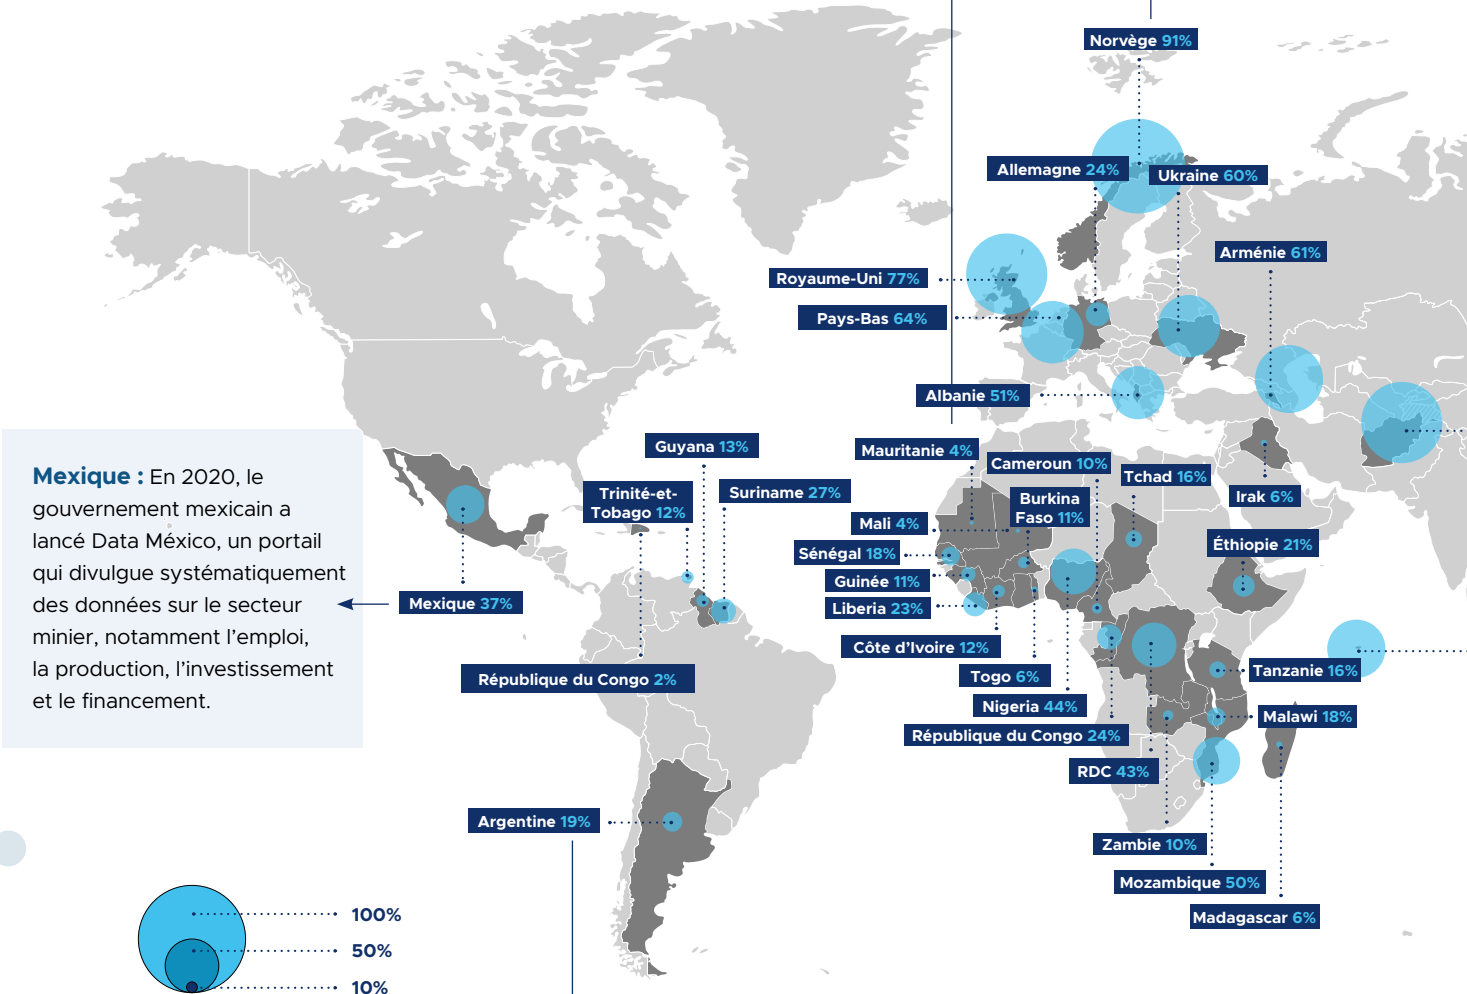 Norvège 91%
Allemagne 24%
Ukraine 60%
Arménie 61%
Royaume-Uni 77%
Pays-Bas 64%
Albanie 51%
Mexique : En 2020, le
gouvernement mexicain a
lancé Data México, un portail
qui divulgue systématiquement
des données sur le secteur
minier, notamment l'emploi,
la production, l'investissement
et le financement.
Guyana 13%
Trinité-et-
Tobago 12%
Suriname 27%
Mexique 37%
République du Congo 2%
Argentine 19%
Mauritanie 4%
Cameroun 10%
Tchad 16%
Burkina
Faso 11%
Irak 6%
Mali 4%
Sénégal 18%
Éthiopie 21%
Guinée 11%
Liberia 23%
Côte d'Ivoire 12%
Togo 6%
Tanzanie 16%
Nigeria 44%
Malawi 18%
République du Congo 24%
RDC 43%
Zambie 10%
Mozambique 50%
Madagascar 6%
100%
50%
10%